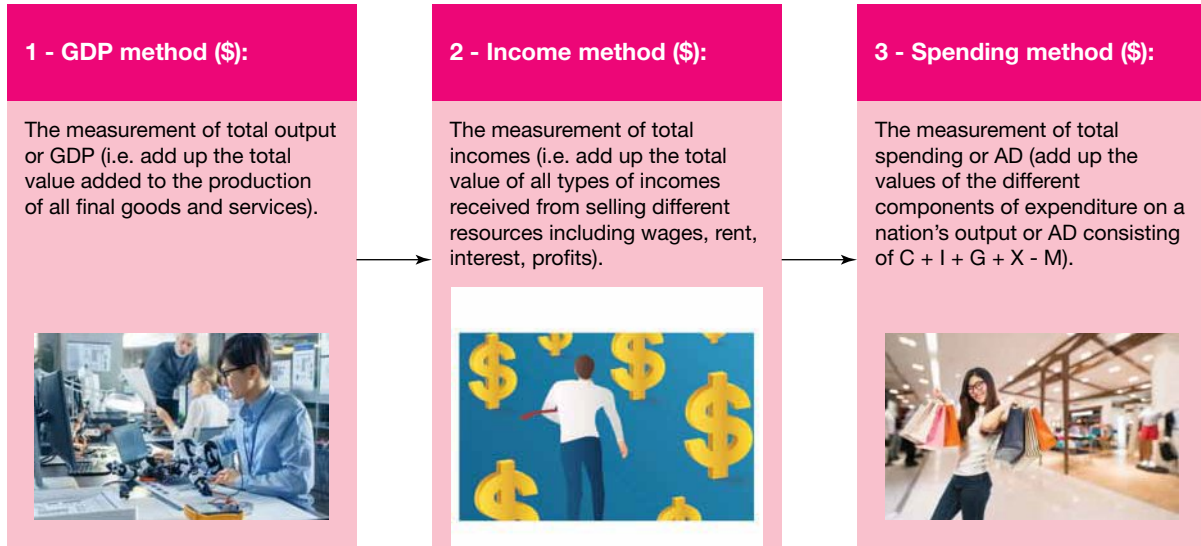 1 - GDP method ($):
The measurement of total output
or GDP (i.e. add up the total
value added to the production
of all final goods and services).
2 - Income method ($):
The measurement of total
incomes (i.e. add up the total
value of all types of incomes
received from selling different
resources including wages, rent,
interest, profits).
3 - Spending method ($):
The measurement of total
spending or AD (add up the
values of the different
components of expenditure on a
nation’s output or AD consisting
of C + I + G + X - M).